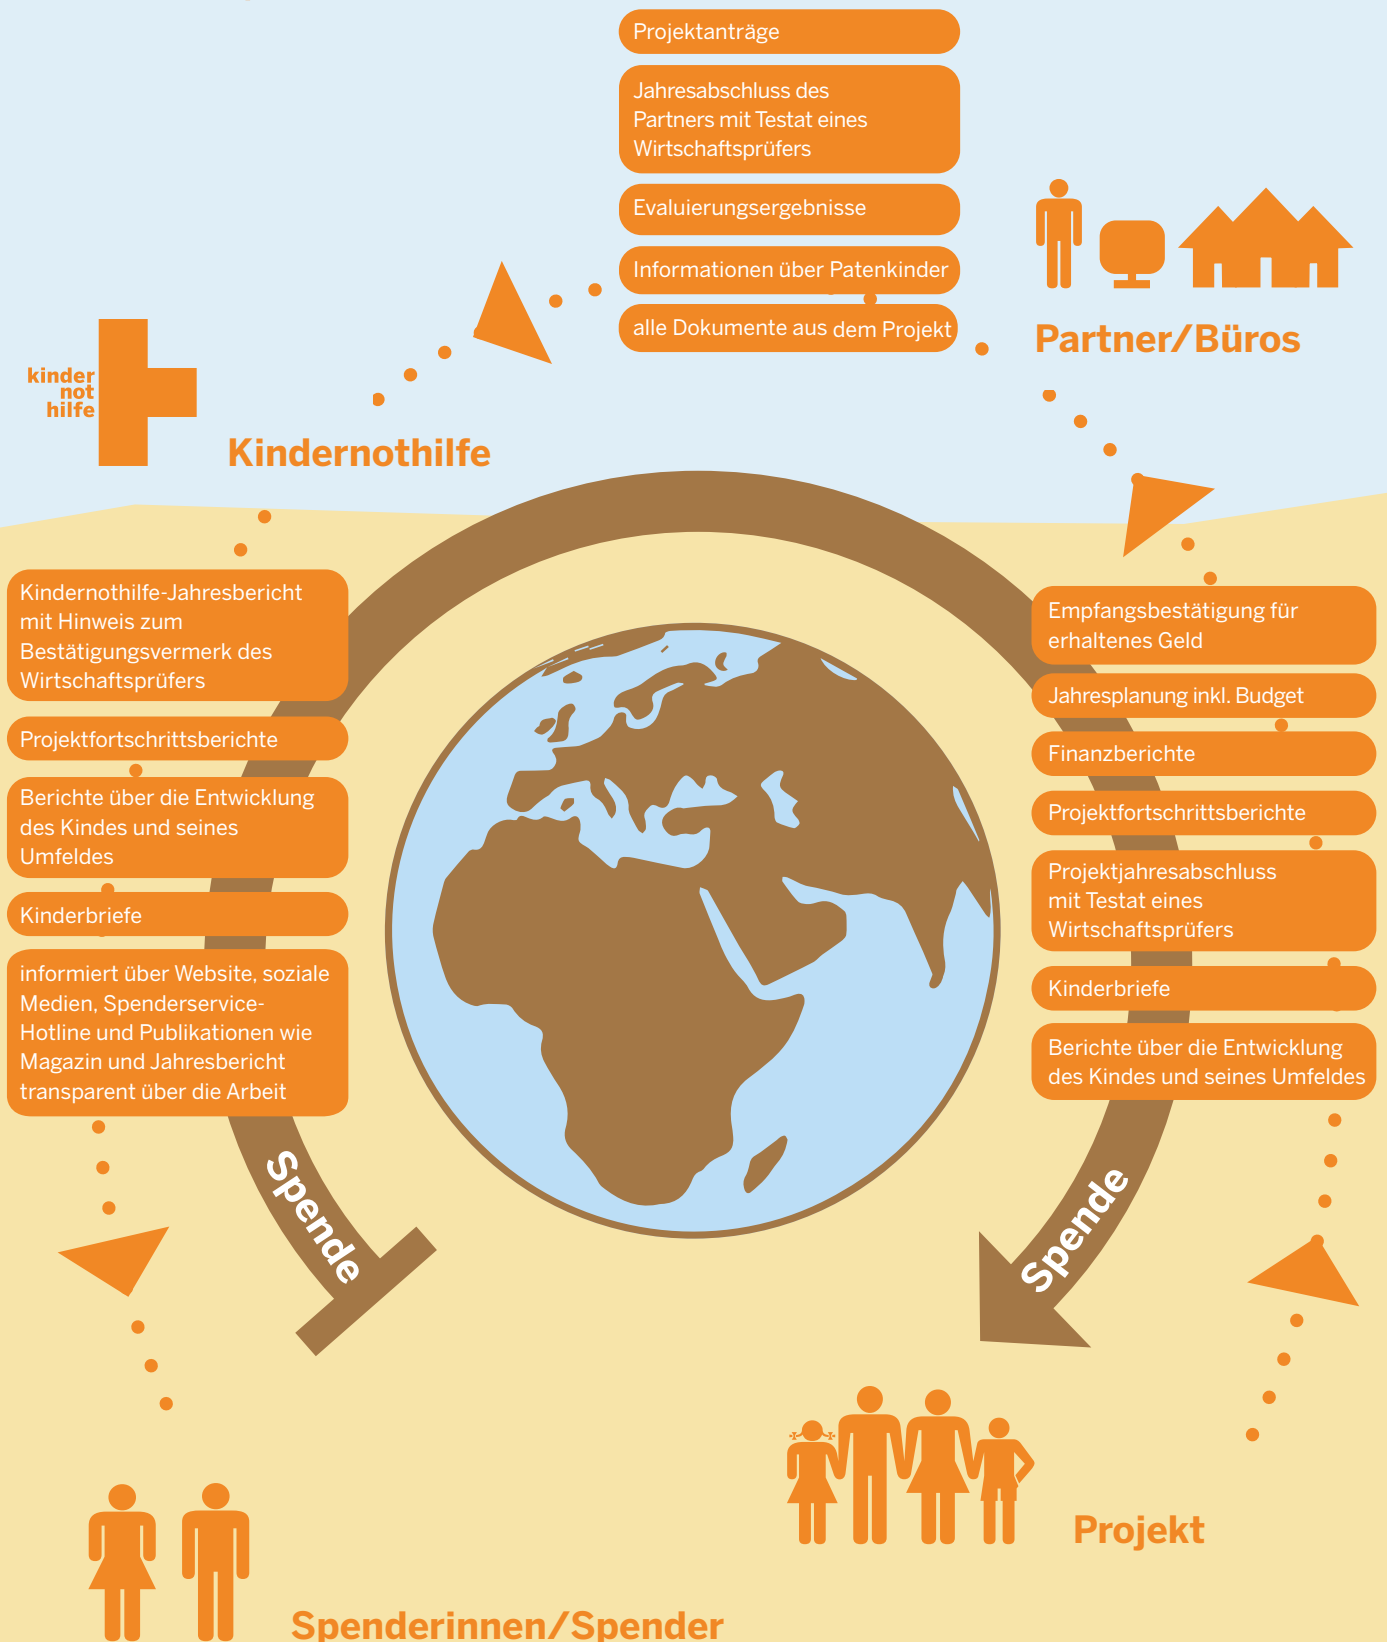 Projektanträge
Jahresabschluss des
Partners mit Testat eines
Wirtschaftsprüfers
Evaluierungsergebnisse
Informationen über Patenkinder
alle Dokumente aus dem Projekt
Partner/Büros
kinder
not
hilfe
Kindernothilfe
Kindernothilfe-Jahresbericht
mit Hinweis zum
Bestätigungsvermerk des
Wirtschaftsprüfers
Projektfortschrittsberichte
Berichte über die Entwicklung
des Kindes und seines
Umfeldes
Kinderbriefe
informiert über Website, soziale
Medien, Spenderservice-
Hotline und Publikationen wie
Magazin und Jahresbericht
transparent über die Arbeit
Empfangsbestätigung für
erhaltenes Geld
Jahresplanung inkl. Budget
Finanzberichte
Projektfortschrittsberichte
Projektjahresabschluss
mit Testat eines
Wirtschaftsprüfers
Kinderbriefe
Berichte über die Entwicklung
des Kindes und seines Umfeldes
Spende
Spende
Projekt
Spenderinnen/Spender